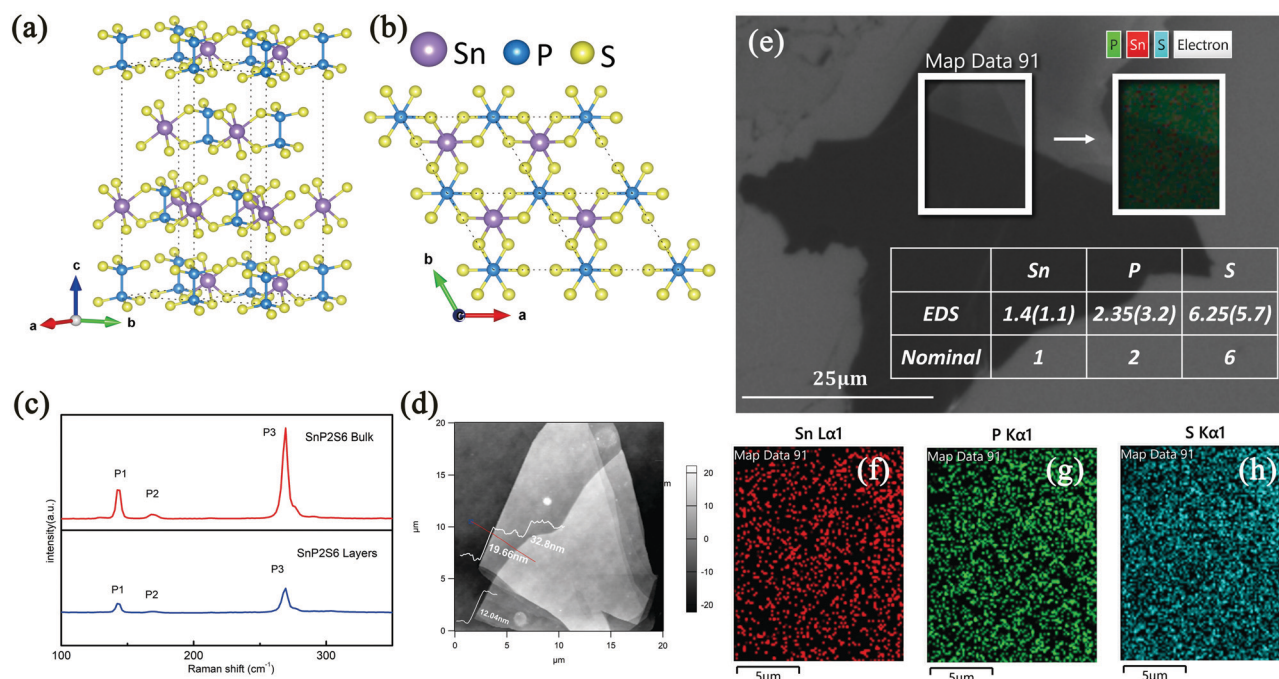 (a)
c
a
b
(b)
Sn
P
S
b
c
a
(c)
SnP2S6 Bulk
P1
P2
P3
SnP2S6 Layers
P1
P2
P3
intensity(a.u.)
100
200
300
Raman shift (cm⁻¹)
(d)
20
15
10
5
0
µm
32.8nm
19.66nm
12.04nm
0
5
10
15
20
µm
20
10
0
-10
-20
m
(e)
P
Sn
S
Electron
Map Data 91
Sn
P
S
EDS
1.4(1.1)
2.35(3.2)
6.25(5.7)
Nominal
1
2
6
25µm
Sn Lα1
Map Data 91
(f)
5µm
P Kα1
Map Data 91
(g)
5µm
S Kα1
Map Data 91
(h)
5µm